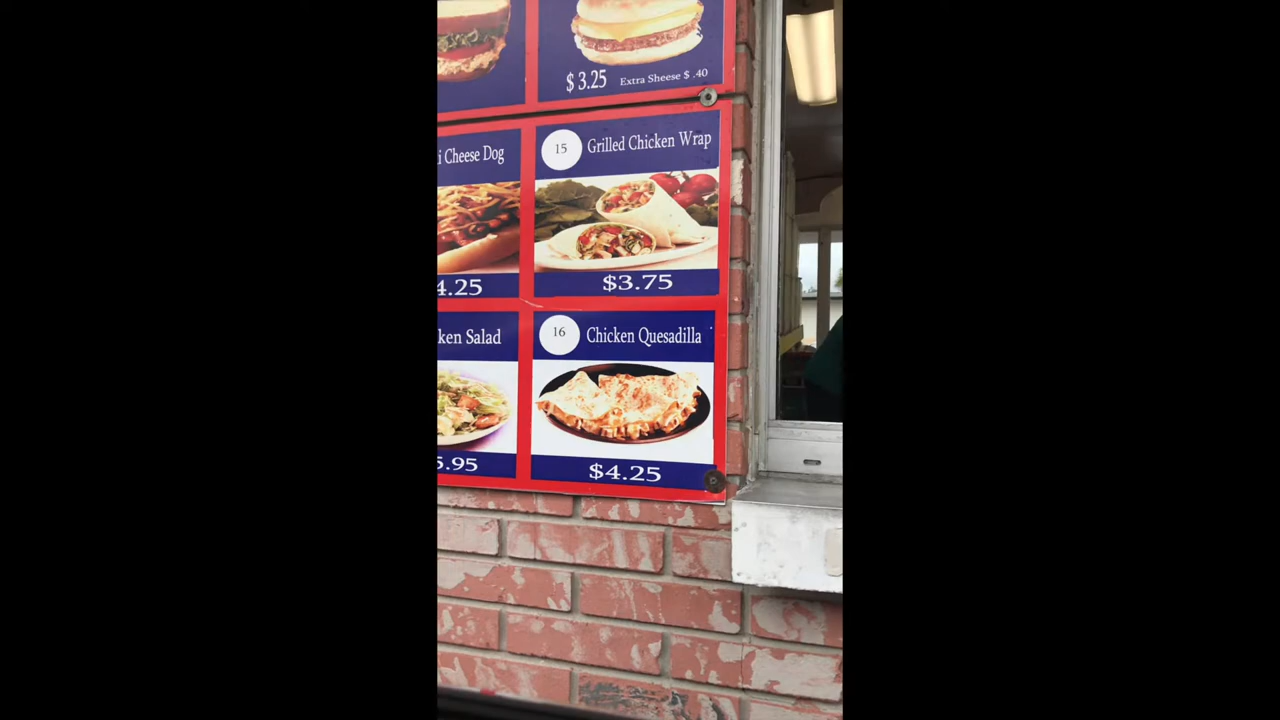 $ 3.25 Extra Sheese $ .40
i Cheese Dog
15 Grilled Chicken Wrap
4.25
$3.75
ken Salad
16 Chicken Quesadilla
5.95
$4.25